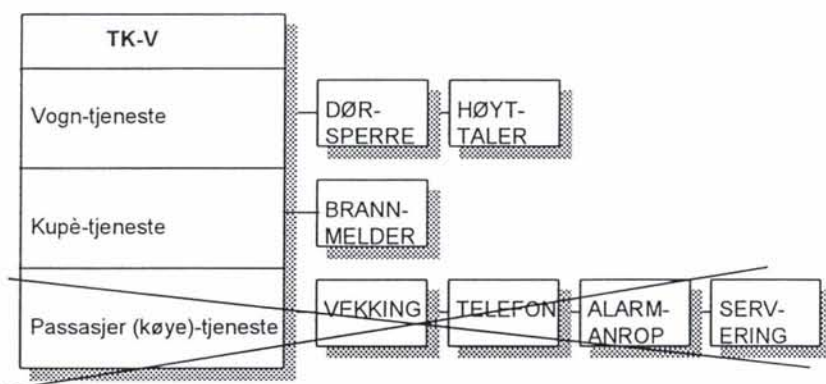 TK-V
Vogn-tjeneste
DØR-
SPERRE
HØYT-
TALER
Kupè-tjeneste
BRANN-
MELDER
Passasjer (køye)-tjeneste
VEKKING
TELEFON
ALARM-
ANROP
SERV-
ERING